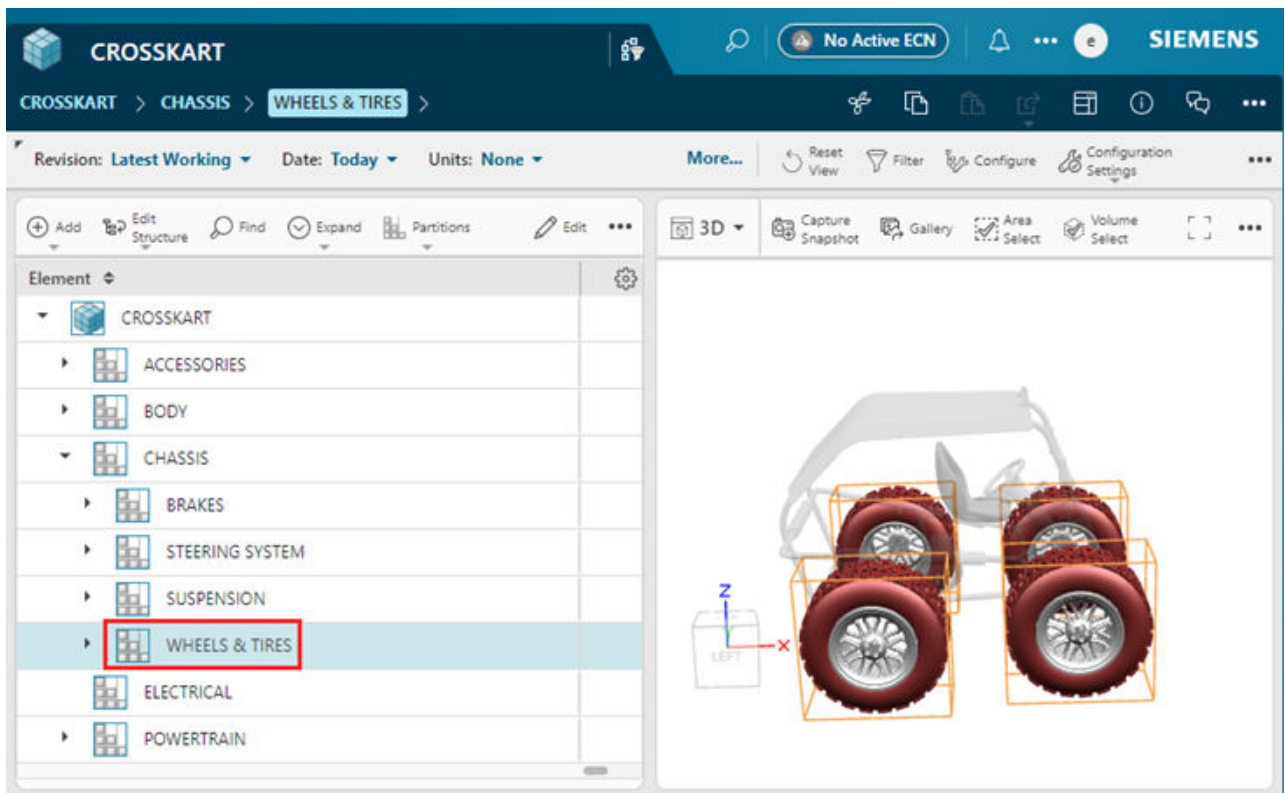 CROSSKART
No Active ECN
e
SIEMENS
CROSSKART > CHASSIS > WHEELS & TIRES >
Revision: Latest Working Date: Today Units: None More...
Reset View
Filter
Configure
Configuration Settings
Add
Edit Structure
Find
Expand
Partitions
Edit
3D
Capture Snapshot
Gallery
Area Select
Volume Select
Element
CROSSKART
ACCESSORIES
BODY
CHASSIS
BRAKES
STEERING SYSTEM
SUSPENSION
WHEELS & TIRES
ELECTRICAL
POWERTRAIN
Z
X
LEFT